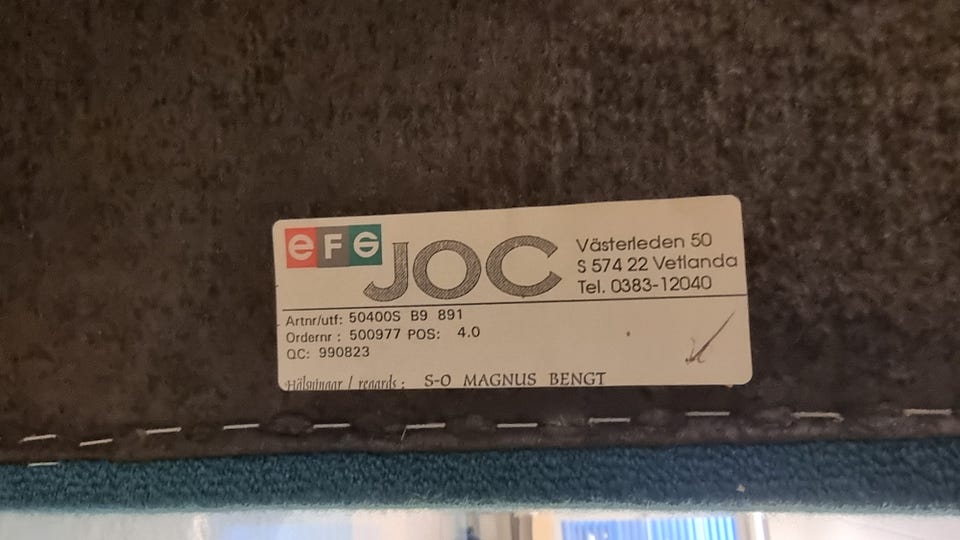 eFG JOC
Västerleden 50
S 574 22 Vetlanda
Tel. 0383-12040
Artnr/utf: 50400S B9 891
Ordernr : 500977 POS: 4.0
QC: 990823
Hälsningar / regards : S-O MAGNUS BENGT